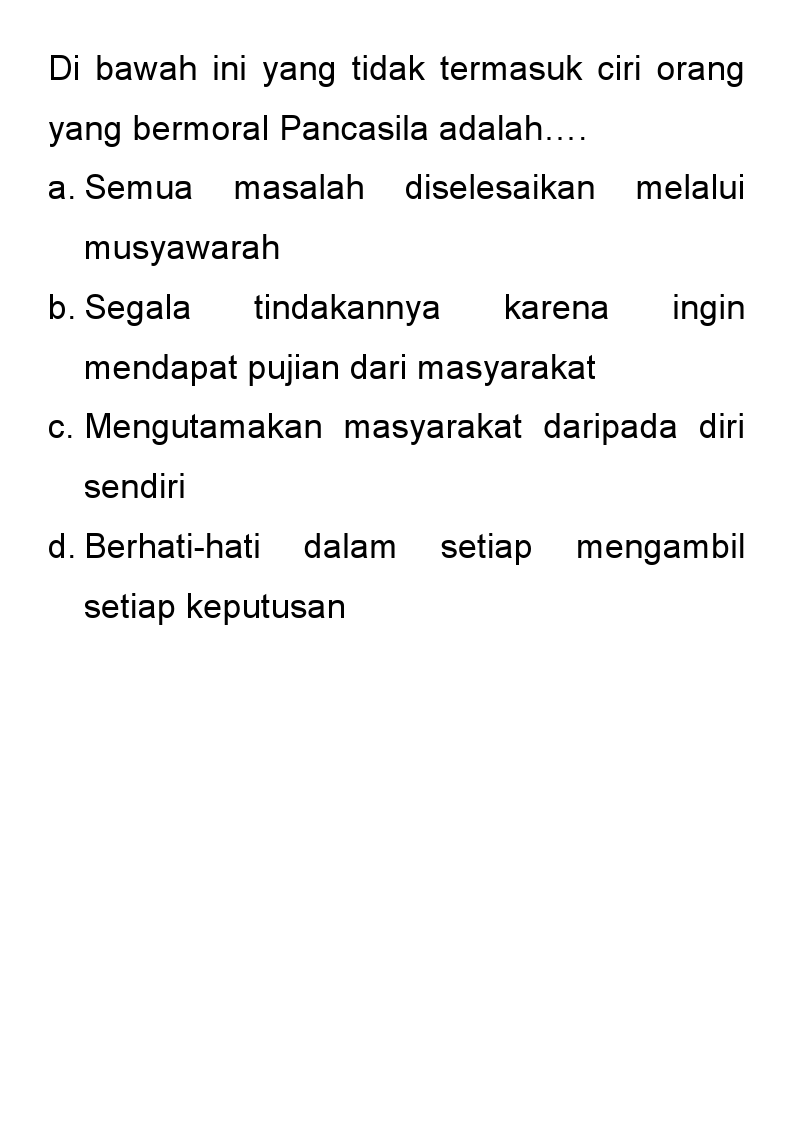 Di bawah ini yang tidak termasuk ciri orang
yang bermoral Pancasila adalah….
a. Semua masalah diselesaikan melalui
musyawarah
b. Segala tindakannya karena ingin
mendapat pujian dari masyarakat
c. Mengutamakan masyarakat daripada diri
sendiri
d. Berhati-hati dalam setiap mengambil
setiap keputusan